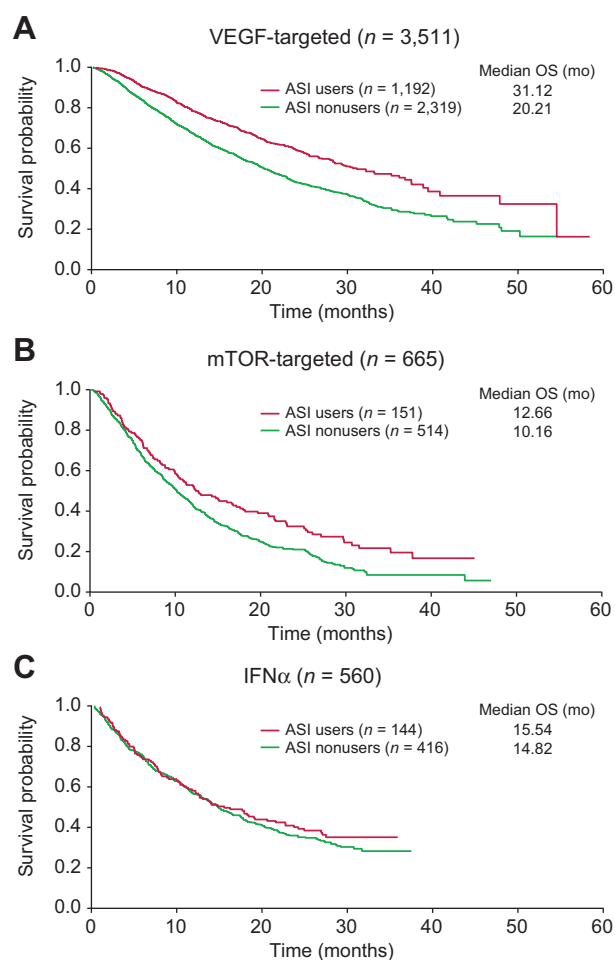 A
VEGF-targeted (n = 3,511)
Median OS (mo)
ASI users (n = 1,192) 31.12
ASI nonusers (n = 2,319) 20.21
Survival probability
1.0
0.8
0.6
0.4
0.2
0.0
0 10 20 30 40 50 60
Time (months)
B
mTOR-targeted (n = 665)
Median OS (mo)
ASI users (n = 151) 12.66
ASI nonusers (n = 514) 10.16
Survival probability
1.0
0.8
0.6
0.4
0.2
0.0
0 10 20 30 40 50 60
Time (months)
C
IFNα (n = 560)
Median OS (mo)
ASI users (n = 144) 15.54
ASI nonusers (n = 416) 14.82
Survival probability
1.0
0.8
0.6
0.4
0.2
0.0
0 10 20 30 40 50 60
Time (months)